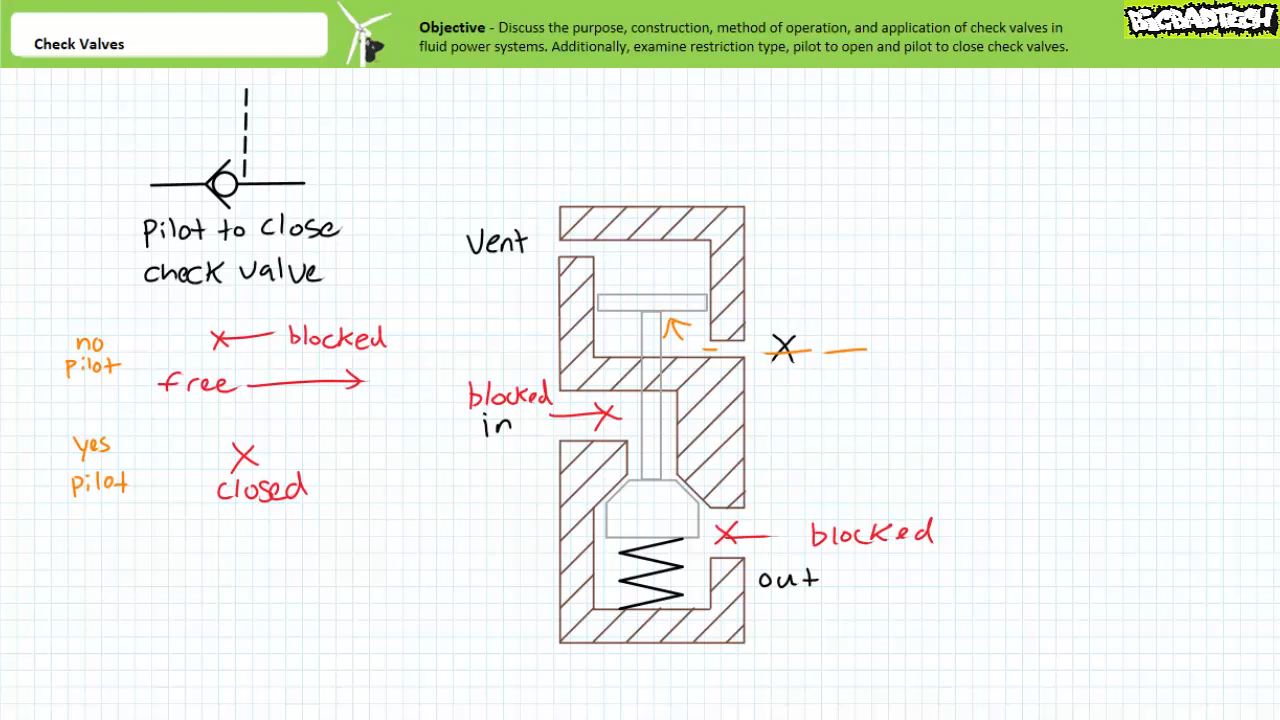 Check Valves
Objective - Discuss the purpose, construction, method of operation, and application of check valves in
fluid power systems. Additionally, examine restriction type, pilot to open and pilot to close check valves.
BIGBADTECH
Pilot to close
check valve
no
pilot
blocked
free
yes
pilot
closed
Vent
blocked
in
blocked
out